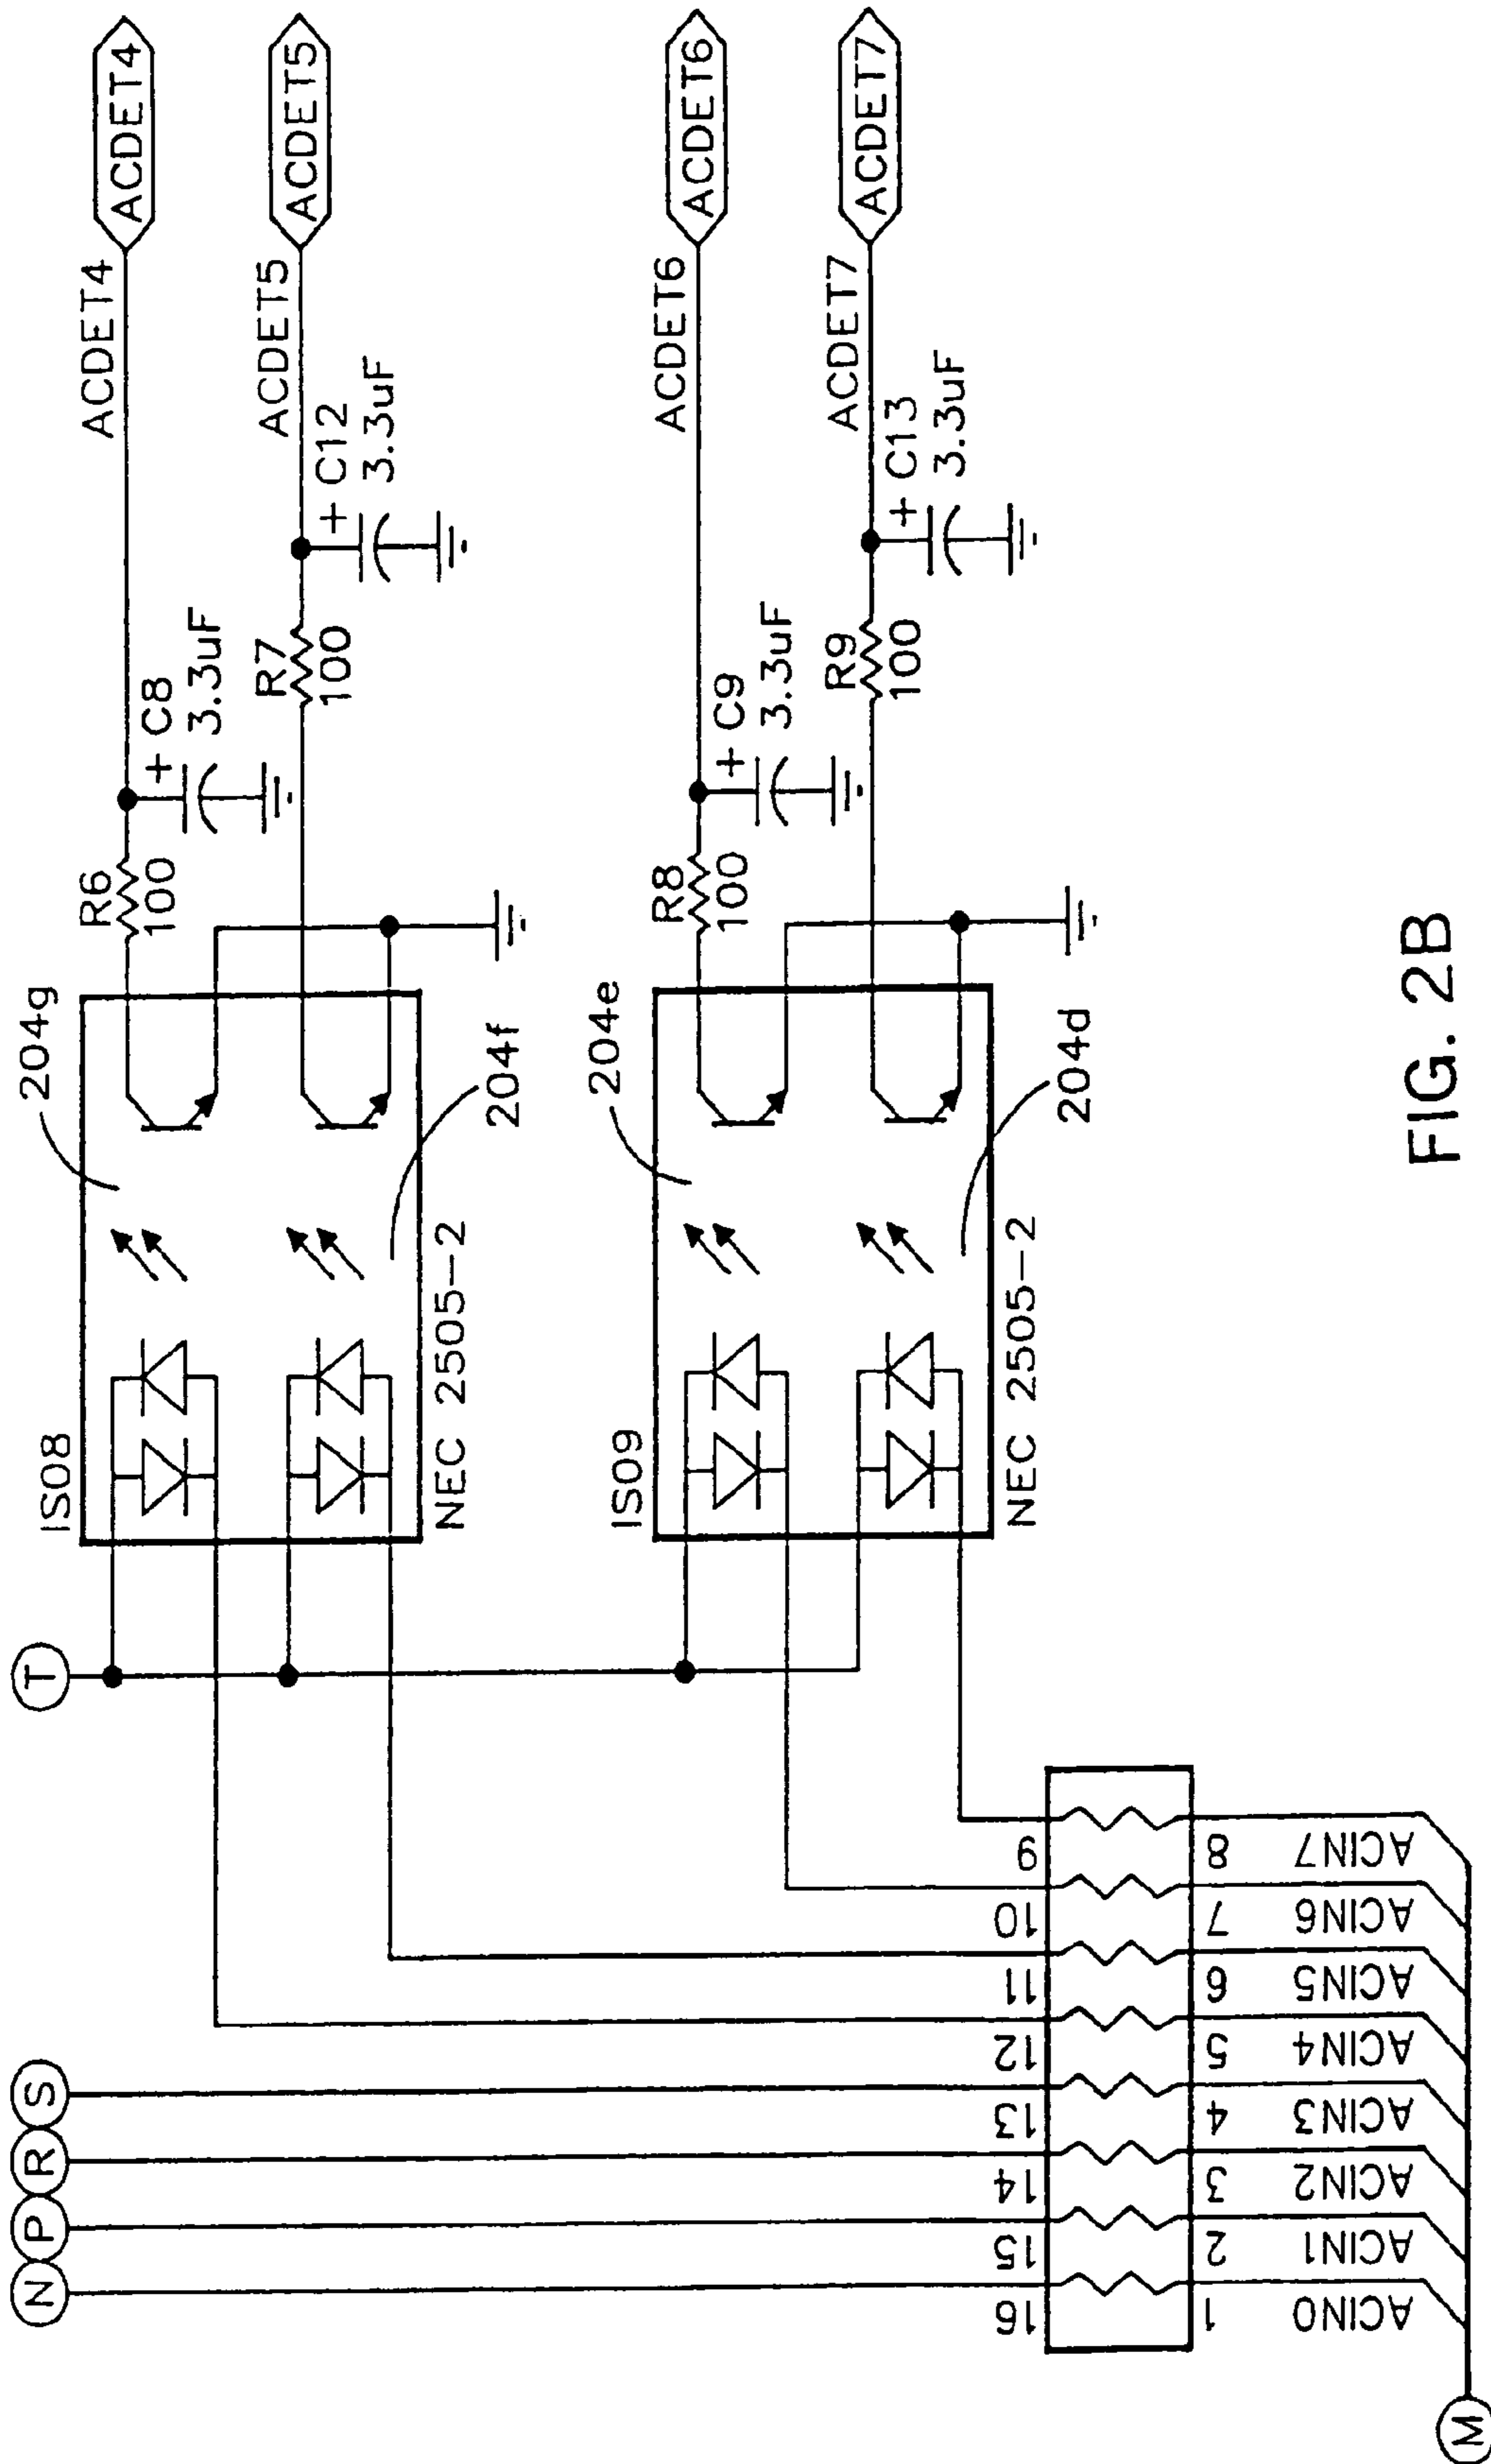 T
N
P
R
S
M
ISO8
204g
204f
NEC 2505-2
R6
100
+ C8
3.3uF
ACDET4
ACDET4
R7
100
+ C12
3.3uF
ACDET5
ACDET5
ISO9
204e
204d
NEC 2505-2
R8
100
+ C9
3.3uF
ACDET6
ACDET6
R9
100
+ C13
3.3uF
ACDET7
ACDET7
16
15
14
13
12
11
10
9
1
2
3
4
5
6
7
8
ACIN0
ACIN1
ACIN2
ACIN3
ACIN4
ACIN5
ACIN6
ACIN7
FIG. 2B